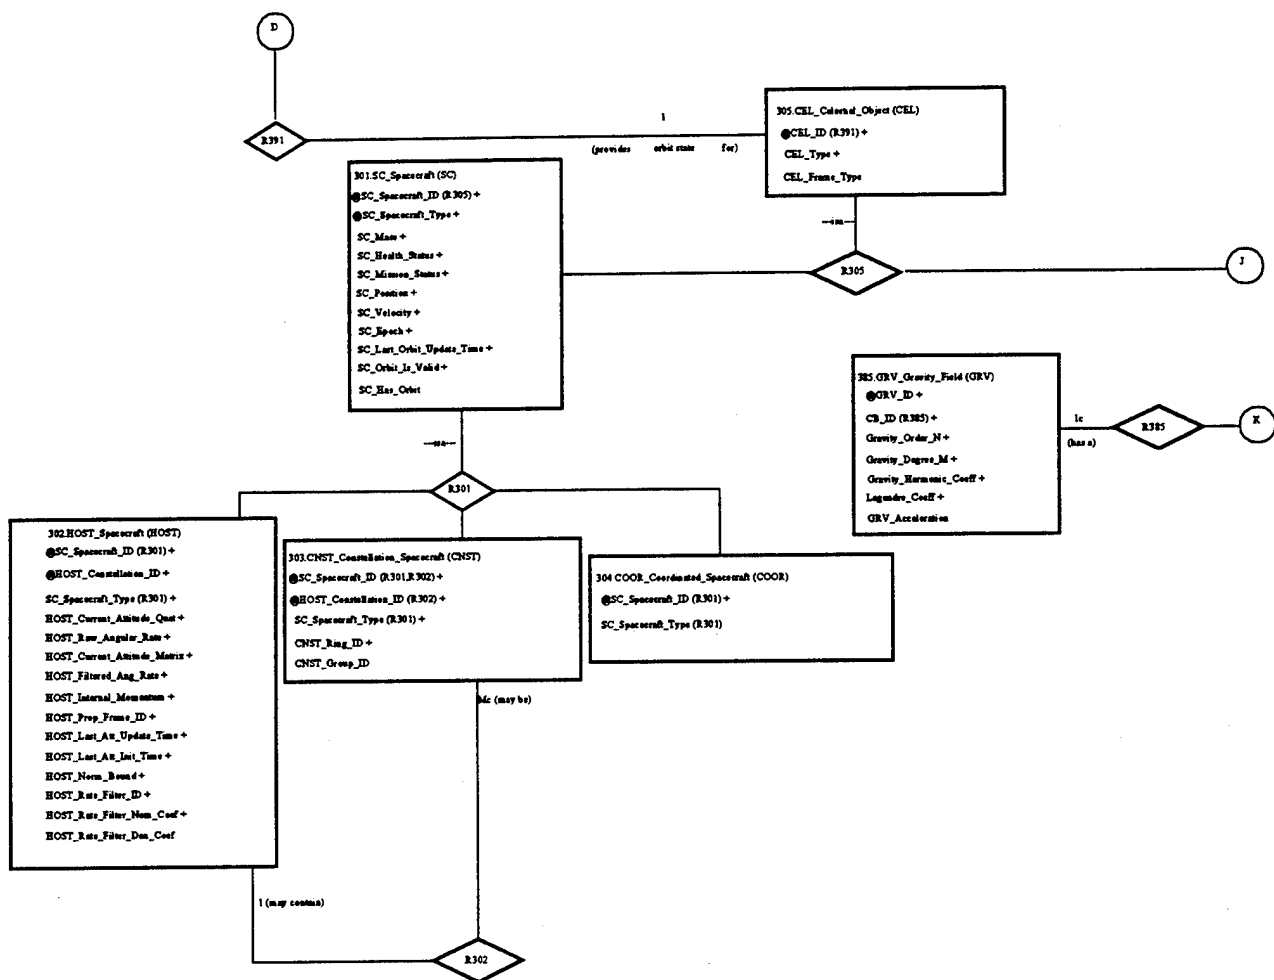 D
R391
1
(provides orbit state for)
305.CEL_Celestial_Object (CEL)
@CEL_ID (R391) +
CEL_Type +
CEL_Frame_Type
301.SC_Spacecraft (SC)
@SC_Spacecraft_ID (R305) +
@SC_Spacecraft_Type +
SC_Mass +
SC_Health_Status +
SC_Mission_Status +
SC_Position +
SC_Velocity +
SC_Epoch +
SC_Last_Orbit_Update_Time +
SC_Orbit_Is_Valid +
SC_Has_Orbit
---isa---
R305
J
385.GRV_Gravity_Field (GRV)
@GRV_ID +
CB_ID (R385) +
Gravity_Order_N +
Gravity_Degree_M +
Gravity_Harmonic_Coeff +
Legendre_Coeff +
GRV_Acceleration
1c
(has a)
R385
K
---isa---
R301
302.HOST_Spacecraft (HOST)
@SC_Spacecraft_ID (R301) +
@HOST_Constellation_ID +
SC_Spacecraft_Type (R301) +
HOST_Current_Attitude_Quat +
HOST_Raw_Angular_Rate +
HOST_Current_Attitude_Matrix +
HOST_Filtered_Ang_Rate +
HOST_Internal_Momentum +
HOST_Prop_Frame_ID +
HOST_Last_Att_Update_Time +
HOST_Last_Att_Init_Time +
HOST_Norm_Bound +
HOST_Rate_Filter_ID +
HOST_Rate_Filter_Num_Coef +
HOST_Rate_Filter_Den_Coef
303.CNST_Constellation_Spacecraft (CNST)
@SC_Spacecraft_ID (R301,R302) +
@HOST_Constellation_ID (R302) +
SC_Spacecraft_Type (R301) +
CNST_Ring_ID +
CNST_Group_ID
304 COOR_Coordinated_Spacecraft (COOR)
@SC_Spacecraft_ID (R301) +
SC_Spacecraft_Type (R301)
Mc (may be)
1 (may contain)
R302